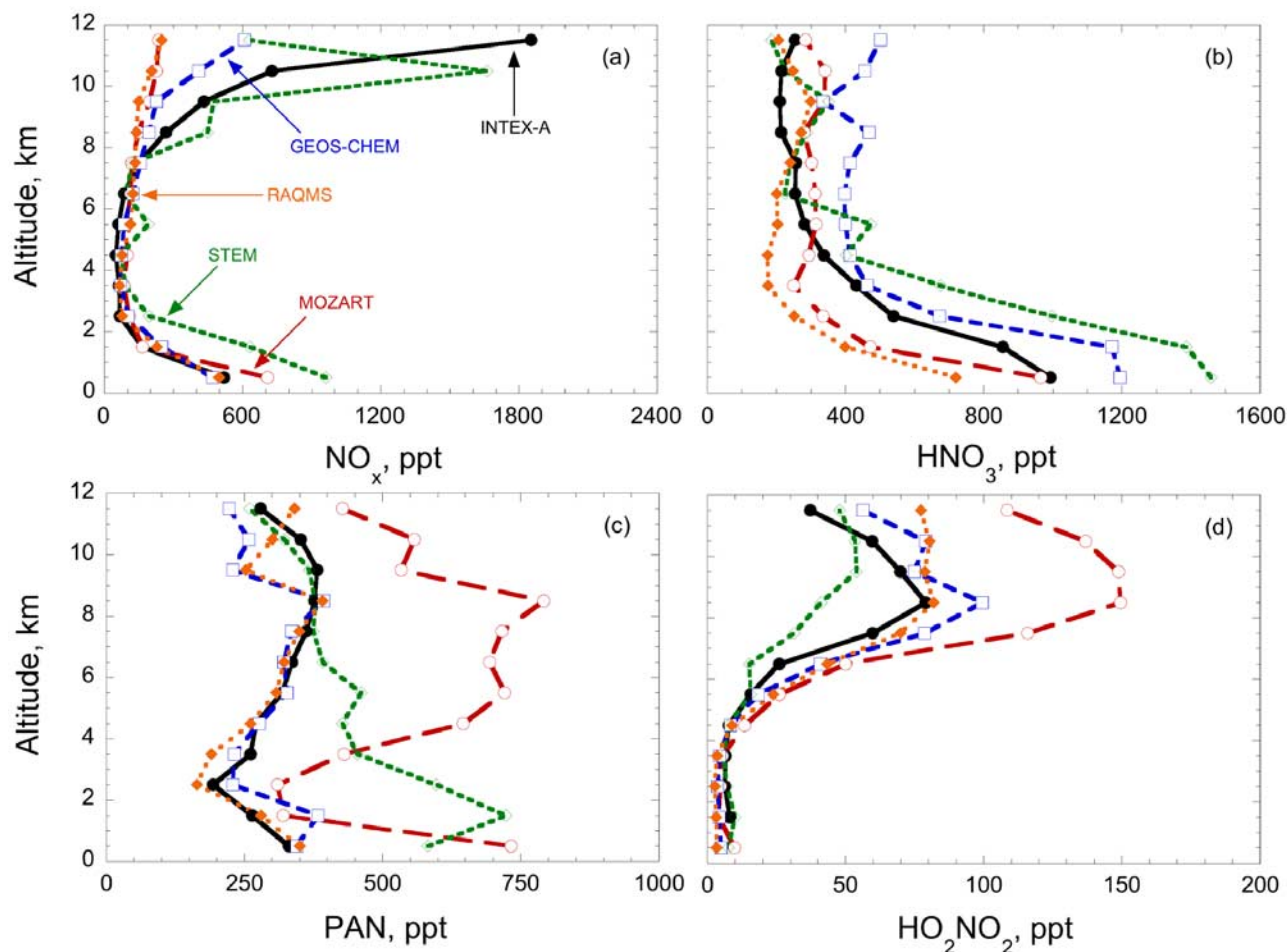 12
10
8
6
4
2
0
Altitude, km
(a)
INTEX-A
GEOS-CHEM
RAQMS
STEM
MOZART
0 600 1200 1800 2400
NOx, ppt
(b)
0 400 800 1200 1600
HNO3, ppt
12
10
8
6
4
2
0
Altitude, km
(c)
250 500 750 1000
PAN, ppt
(d)
0 50 100 150 200
HO2NO2, ppt